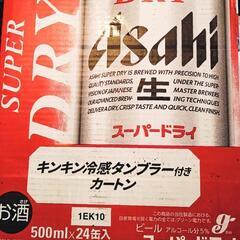 SUPER
DRY
DRY
Asahi
ASAHI SUPER DRY IS BREWED WITH
PRECISION UNDER HIGH
QUALITY STANDARDS,
VISION OF JAPANESE
MASTER BREWERS
OUR ADVANCED BREW-
ING TECHNIQUES
DELIVER A DRY, CRISP TASTE AND QUICK, CLEAN FINISH.
生
スーパードライ
キンキン冷感タンブラー付き
カートン
お酒
1EK10
500ml×24缶入
ビール アルコール分5%